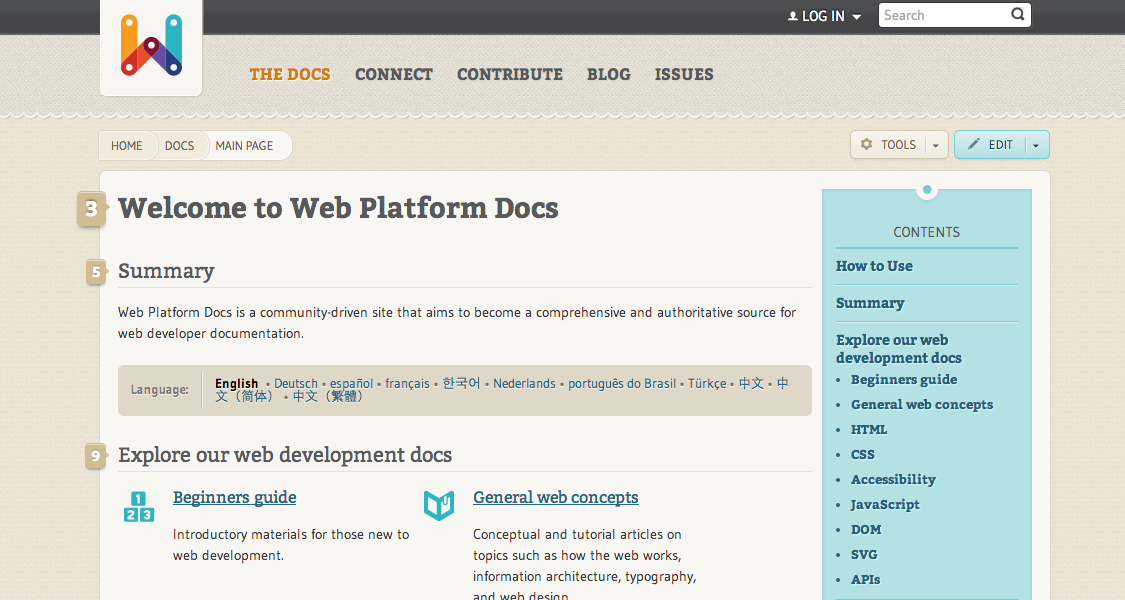 LOG IN
Search
THE DOCS CONNECT CONTRIBUTE BLOG ISSUES
HOME DOCS MAIN PAGE
TOOLS EDIT
3 Welcome to Web Platform Docs
5 Summary
Web Platform Docs is a community-driven site that aims to become a comprehensive and authoritative source for
web developer documentation.
Language: English • Deutsch • español • français • 한국어 • Nederlands • português do Brasil • Türkçe • 中文 • 中
文（简体） • 中文（繁體）
9 Explore our web development docs
1
2 3
Beginners guide
Introductory materials for those new to
web development.
General web concepts
Conceptual and tutorial articles on
topics such as how the web works,
information architecture, typography,
and web design.
CONTENTS
How to Use
Summary
Explore our web
development docs
• Beginners guide
• General web concepts
• HTML
• CSS
• Accessibility
• JavaScript
• DOM
• SVG
• APIs